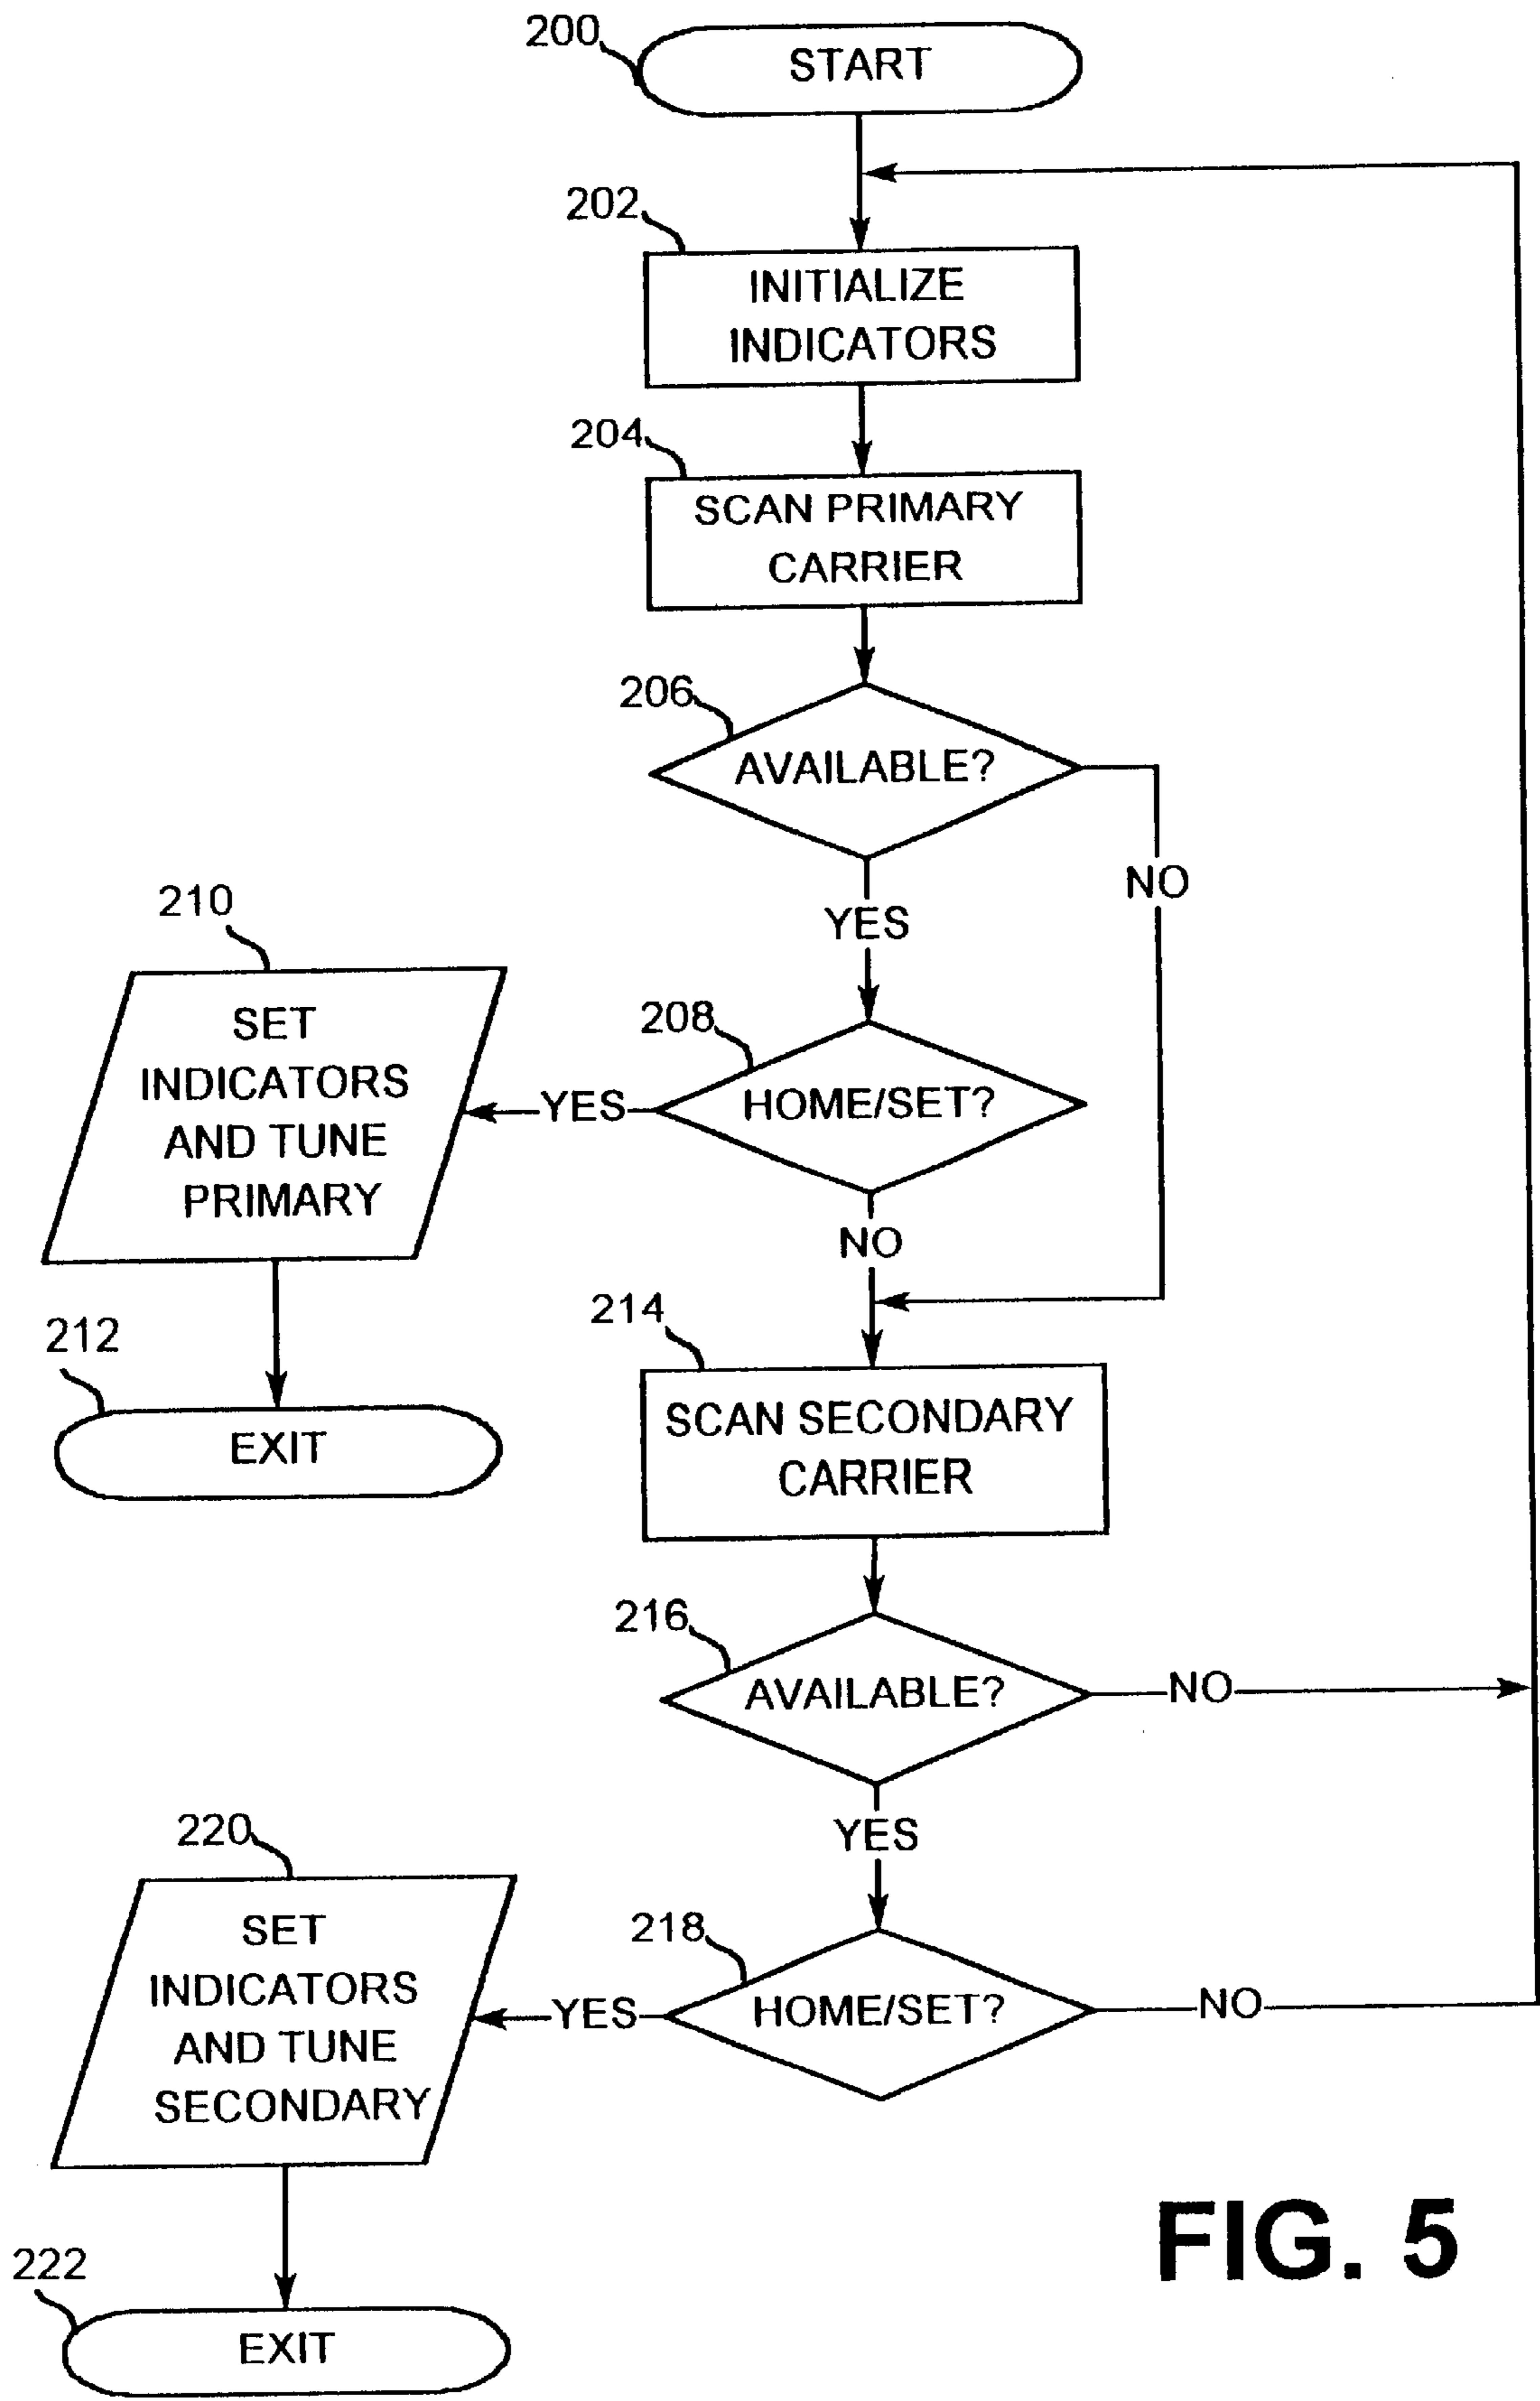 200
START
202
INITIALIZE
INDICATORS
204
SCAN PRIMARY
CARRIER
206
AVAILABLE?
NO
YES
210
SET
INDICATORS
AND TUNE
PRIMARY
208
HOME/SET?
YES
NO
212
EXIT
214
SCAN SECONDARY
CARRIER
216
AVAILABLE?
NO
YES
220
SET
INDICATORS
AND TUNE
SECONDARY
218
HOME/SET?
YES
NO
222
EXIT
FIG. 5